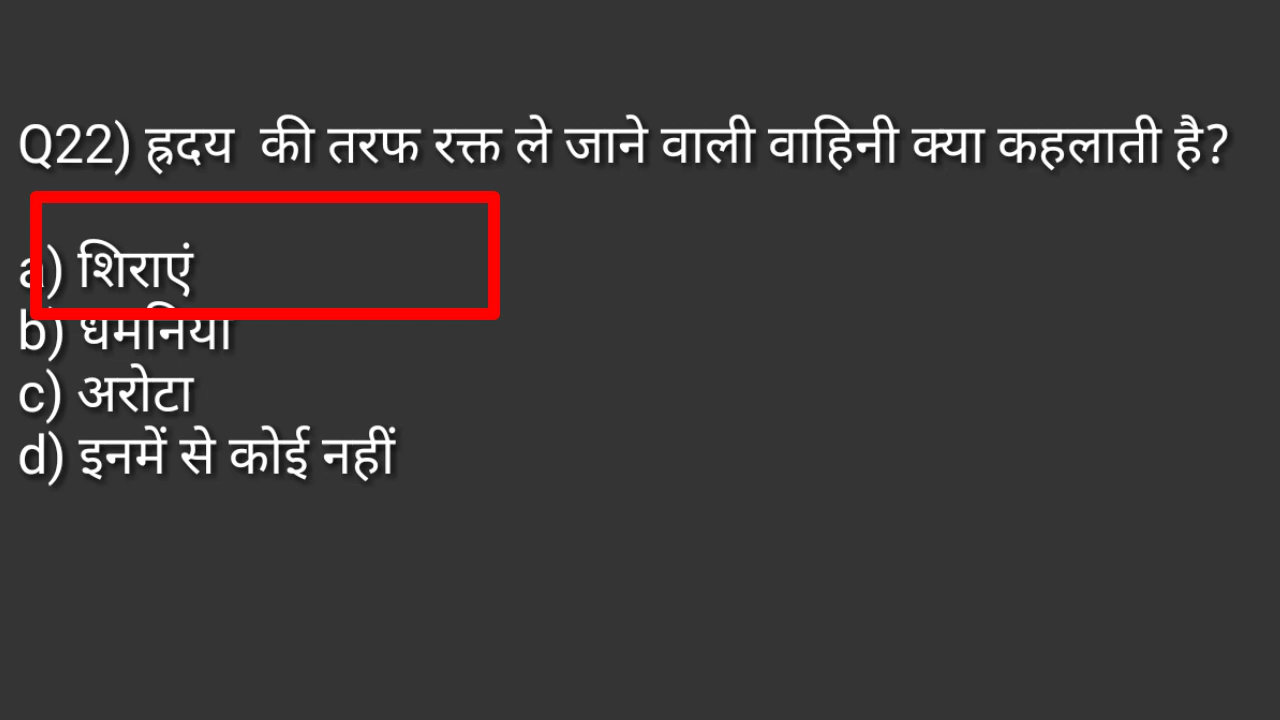 Q22) ह्रदय की तरफ रक्त ले जाने वाली वाहिनी क्या कहलाती है?
a) शिराएं
b) धमनिया
c) अरोटा
d) इनमें से कोई नहीं